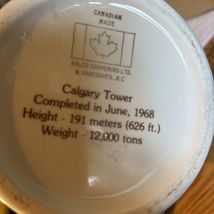 CANADIAN
MADE
SOUVENIRS LTD.
N. VANCOUVER, B.C.
Calgary Tower
Completed in June, 1968
Height - 191 meters (626 ft.)
Weight - 12,000 tons